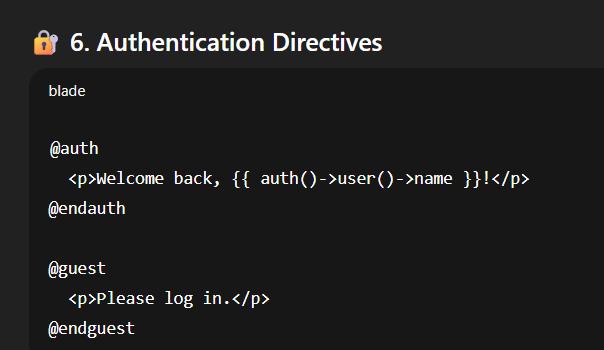 🔐 6. Authentication Directives
blade
@auth
  <p>Welcome back, {{ auth()->user()->name }}!</p>
@endauth

@guest
  <p>Please log in.</p>
@endguest